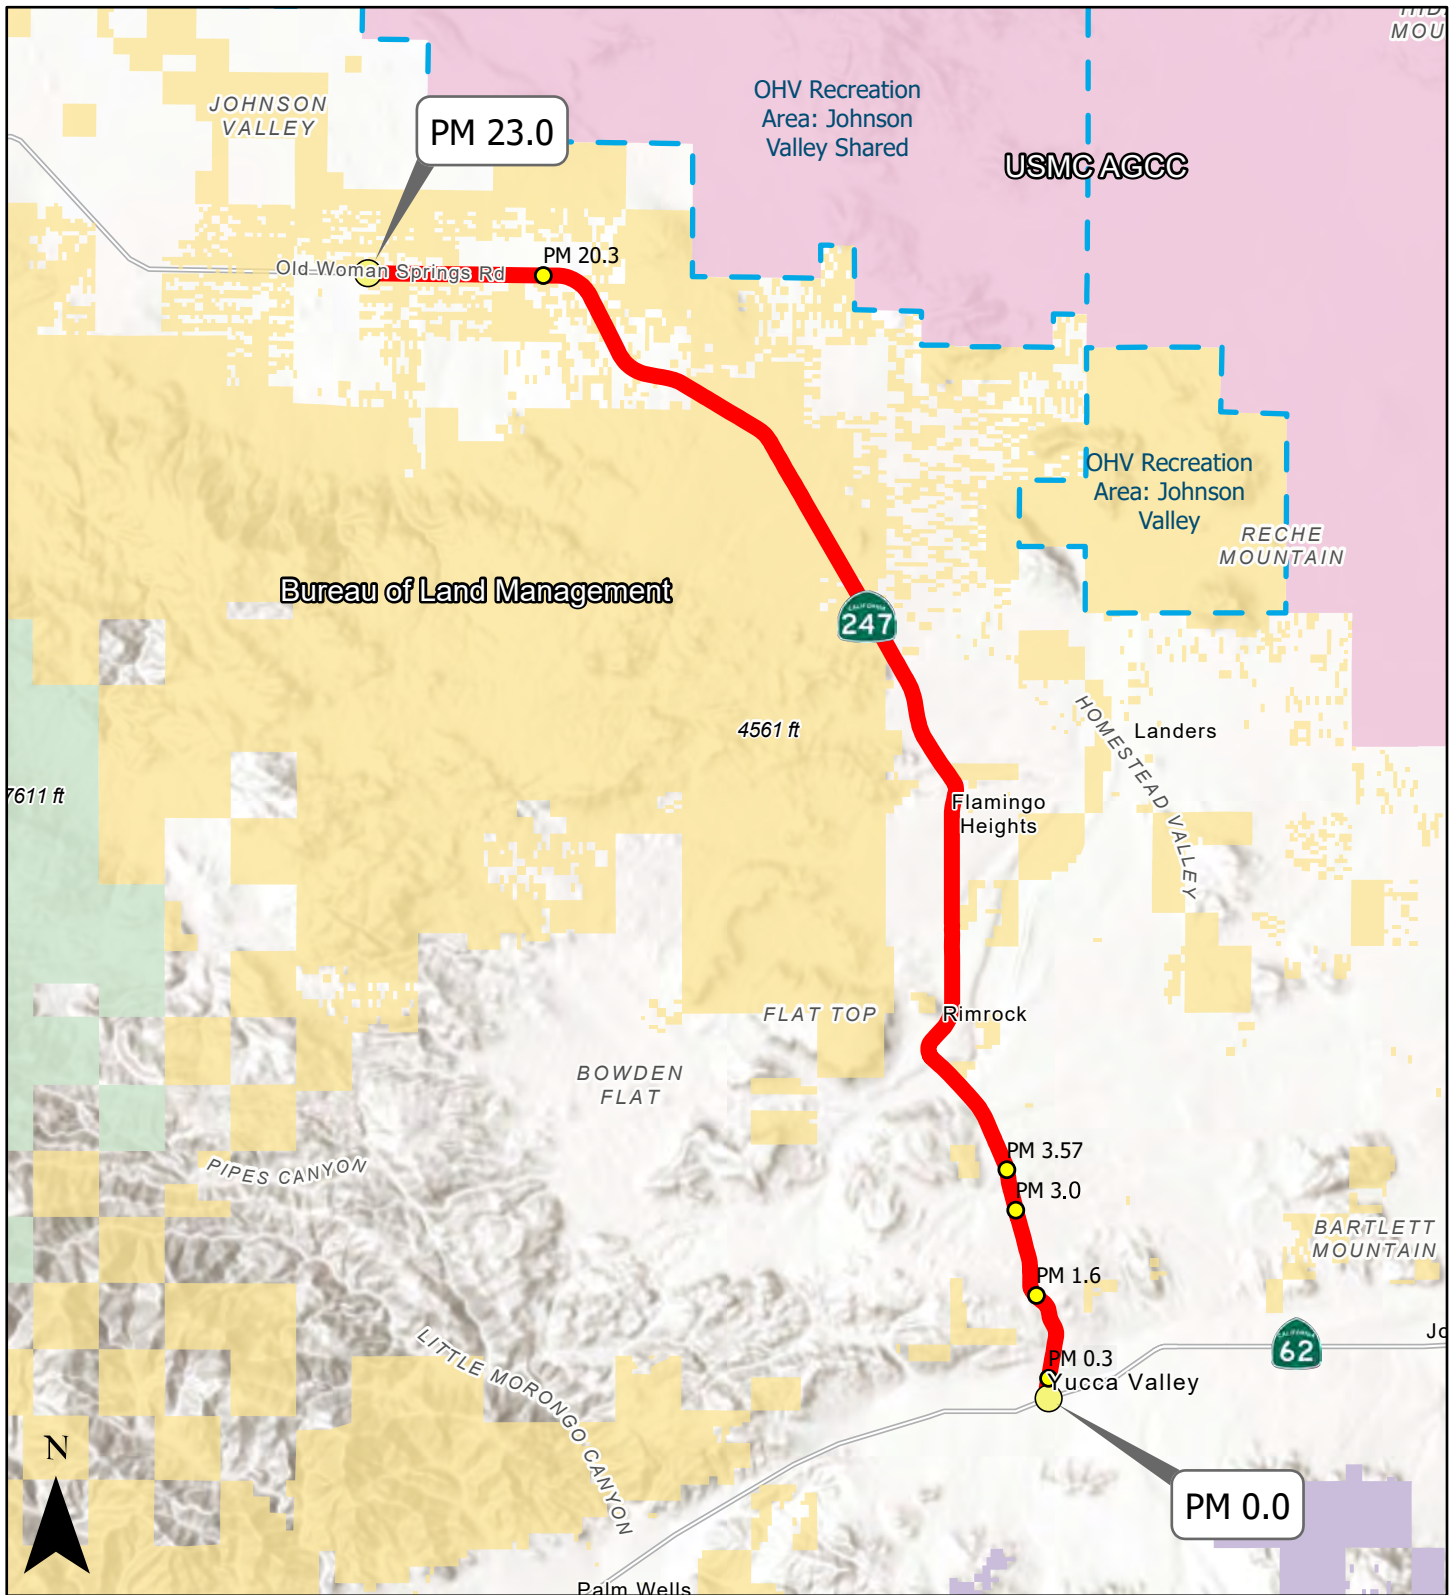 MOU
JOHNSON
VALLEY
PM 23.0
OHV Recreation
Area: Johnson
Valley Shared
USMC AGCC
PM 20.3
Old Woman Springs Rd
OHV Recreation
Area: Johnson
Valley
RECHE
MOUNTAIN
Bureau of Land Management
CALIFORNIA
247
4561 ft
HOMESTEAD VALLEY
Landers
7611 ft
Flamingo
Heights
FLAT TOP
Rimrock
BOWDEN
FLAT
PIPES CANYON
PM 3.57
PM 3.0
BARTLETT
MOUNTAIN
PM 1.6
LITTLE MORONGO CANYON
CALIFORNIA
62
Jo
PM 0.3
Yucca Valley
N
PM 0.0
Palm Wells